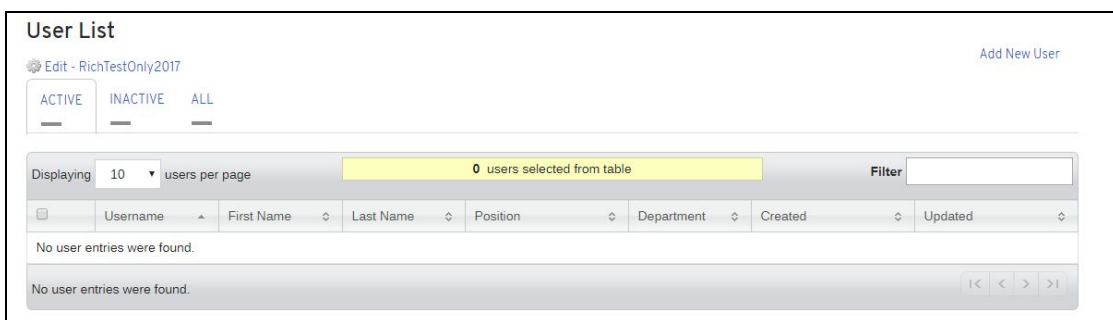 User List
Add New User
Edit - RichTestOnly2017
ACTIVE INACTIVE ALL
Displaying 10 users per page 0 users selected from table Filter
Username First Name Last Name Position Department Created Updated
No user entries were found.
No user entries were found.